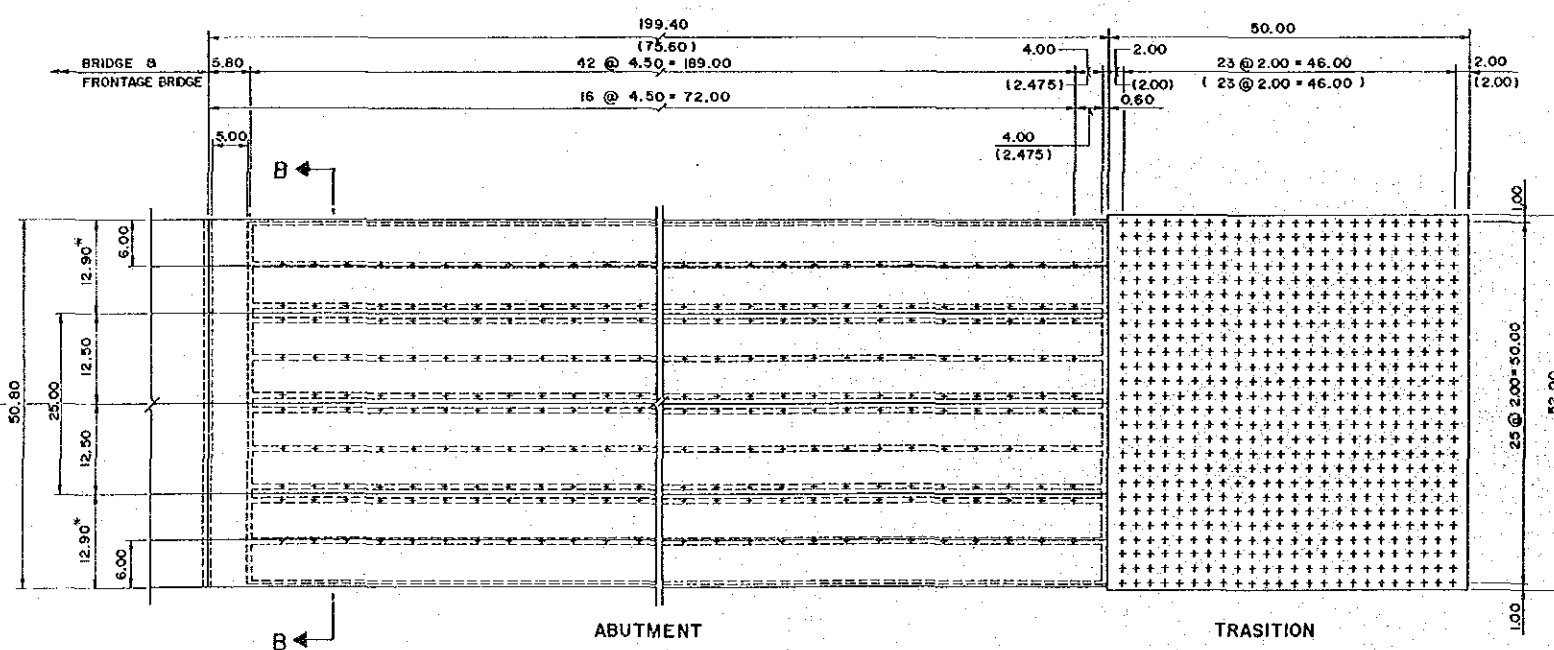 199.40
(75.60)
50.00
BRIDGE &
FRONTAGE BRIDGE
5.80
42 @ 4.50 = 189.00
4.00
(2.475)
2.00
(2.00)
23 @ 2.00 = 46.00
( 23 @ 2.00 = 46.00 )
2.00
(2.00)
16 @ 4.50 = 72.00
0.60
4.00
(2.475)
5.00
B
1.00
6.00
12.90*
50.80
25.00
12.50
12.50
12.90*
6.00
25 @ 2.00 = 50.00
1.00
B
ABUTMENT
TRASITION